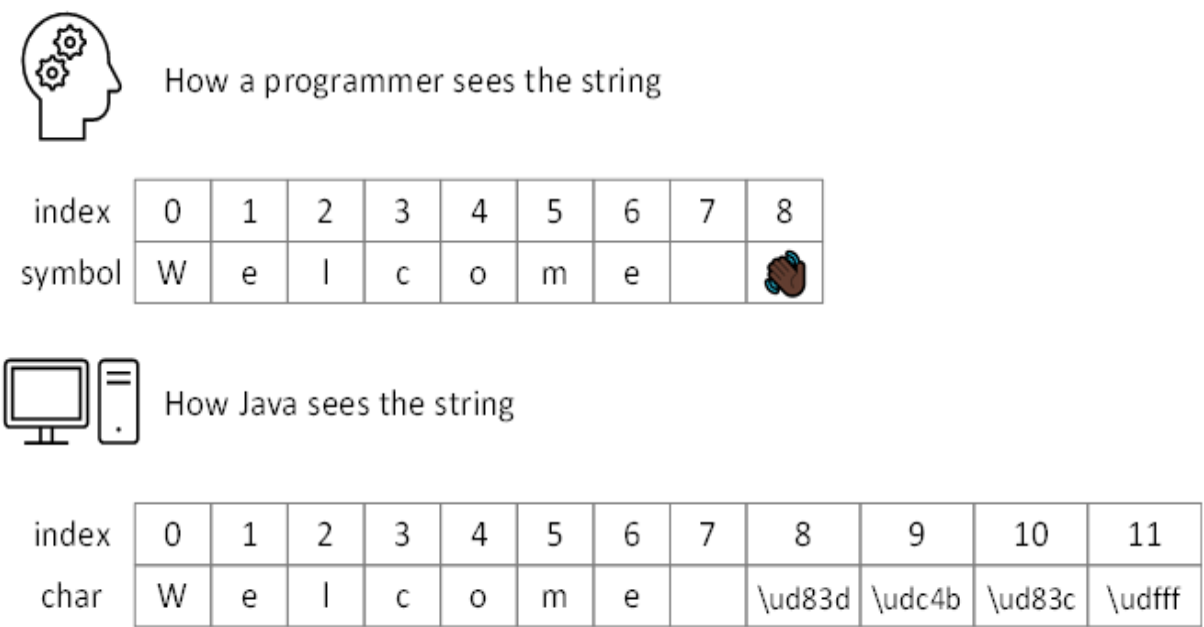 How a programmer sees the string
index 0 1 2 3 4 5 6 7 8
symbol W e l c o m e 👋🏿
How Java sees the string
index 0 1 2 3 4 5 6 7 8 9 10 11
char W e l c o m e \ud83d \udc4b \ud83c \udfff